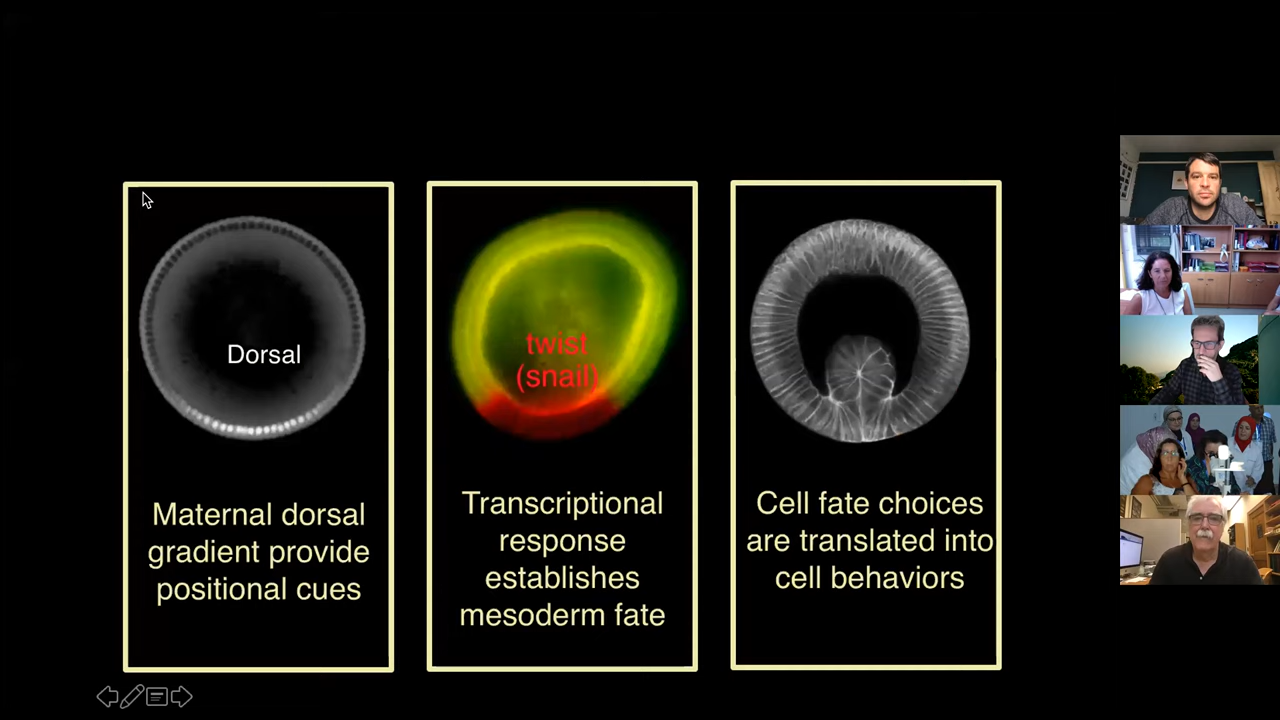 Dorsal
Maternal dorsal
gradient provide
positional cues
twist
(snail)
Transcriptional
response
establishes
mesoderm fate
Cell fate choices
are translated into
cell behaviors